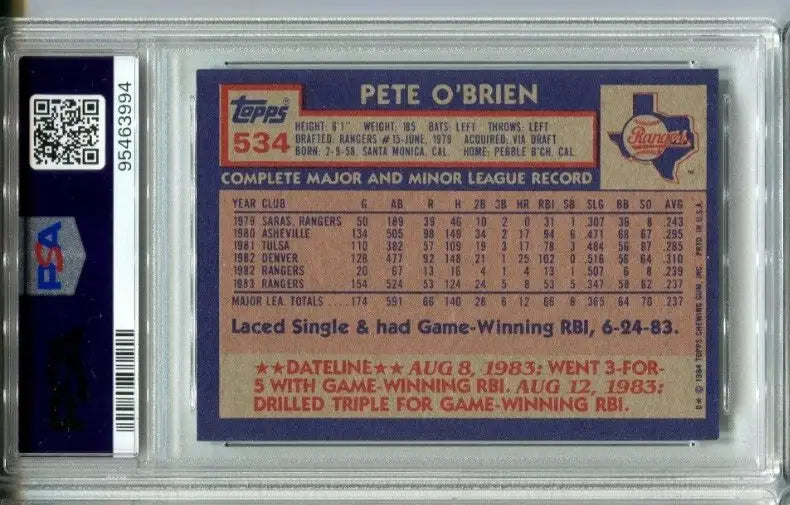 PSA
95463994
PETE O'BRIEN
Topps®
534
HEIGHT: 6'1" WEIGHT: 185 BATS: LEFT THROWS: LEFT
DRAFTED: RANGERS #15-JUNE, 1979 ACQUIRED: VIA DRAFT
BORN: 2-9-58, SANTA MONICA, CAL. HOME: PEBBLE B'CH, CAL.
Rangers
COMPLETE MAJOR AND MINOR LEAGUE RECORD
YEAR CLUB G AB R H 2B 3B HR RBI SB SLG BB SO AVG
1979 SARAS. RANGERS 50 189 39 46 10 2 0 31 1 .307 36 8 .243
1980 ASHEVILLE 134 505 98 149 34 2 17 94 6 .471 68 67 .295
1981 TULSA 110 382 57 109 19 3 17 78 3 .484 56 87 .285
1982 DENVER 128 477 92 148 21 1 25 102 0 .516 56 64 .310
1982 RANGERS 20 67 13 16 4 1 4 13 1 .507 6 8 .239
1983 RANGERS 154 524 53 124 24 5 8 53 5 .347 58 62 .237
MAJOR LEA. TOTALS 174 591 66 140 28 6 12 66 6 .365 64 70 .237
Laced Single & had Game-Winning RBI, 6-24-83.
★★DATELINE★★ AUG 8, 1983: WENT 3-FOR-
5 WITH GAME-WINNING RBI. AUG 12, 1983:
DRILLED TRIPLE FOR GAME-WINNING RBI.
© 1984 TOPPS CHEWING GUM, INC. PRTD. IN U.S.A.